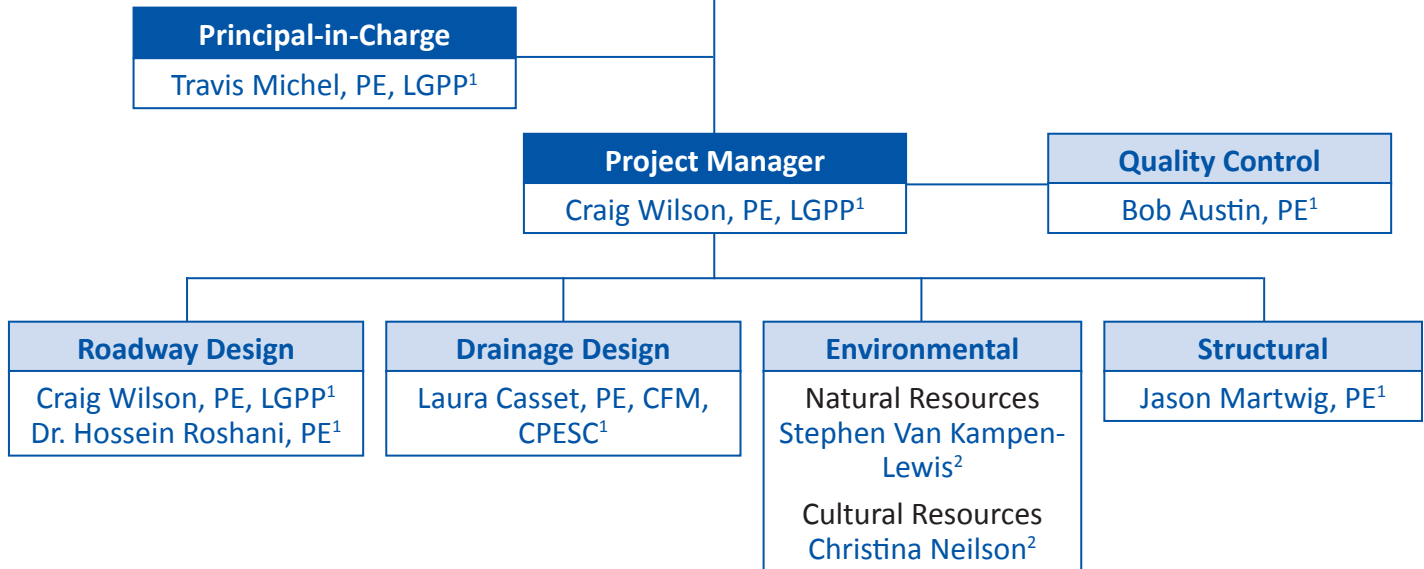 Principal-in-Charge
Travis Michel, PE, LGPP¹
Project Manager
Craig Wilson, PE, LGPP¹
Quality Control
Bob Austin, PE¹
Roadway Design
Craig Wilson, PE, LGPP¹
Dr. Hossein Roshani, PE¹
Drainage Design
Laura Casset, PE, CFM,
CPESC¹
Environmental
Natural Resources
Stephen Van Kampen-
Lewis²
Cultural Resources
Christina Neilson²
Structural
Jason Martwig, PE¹